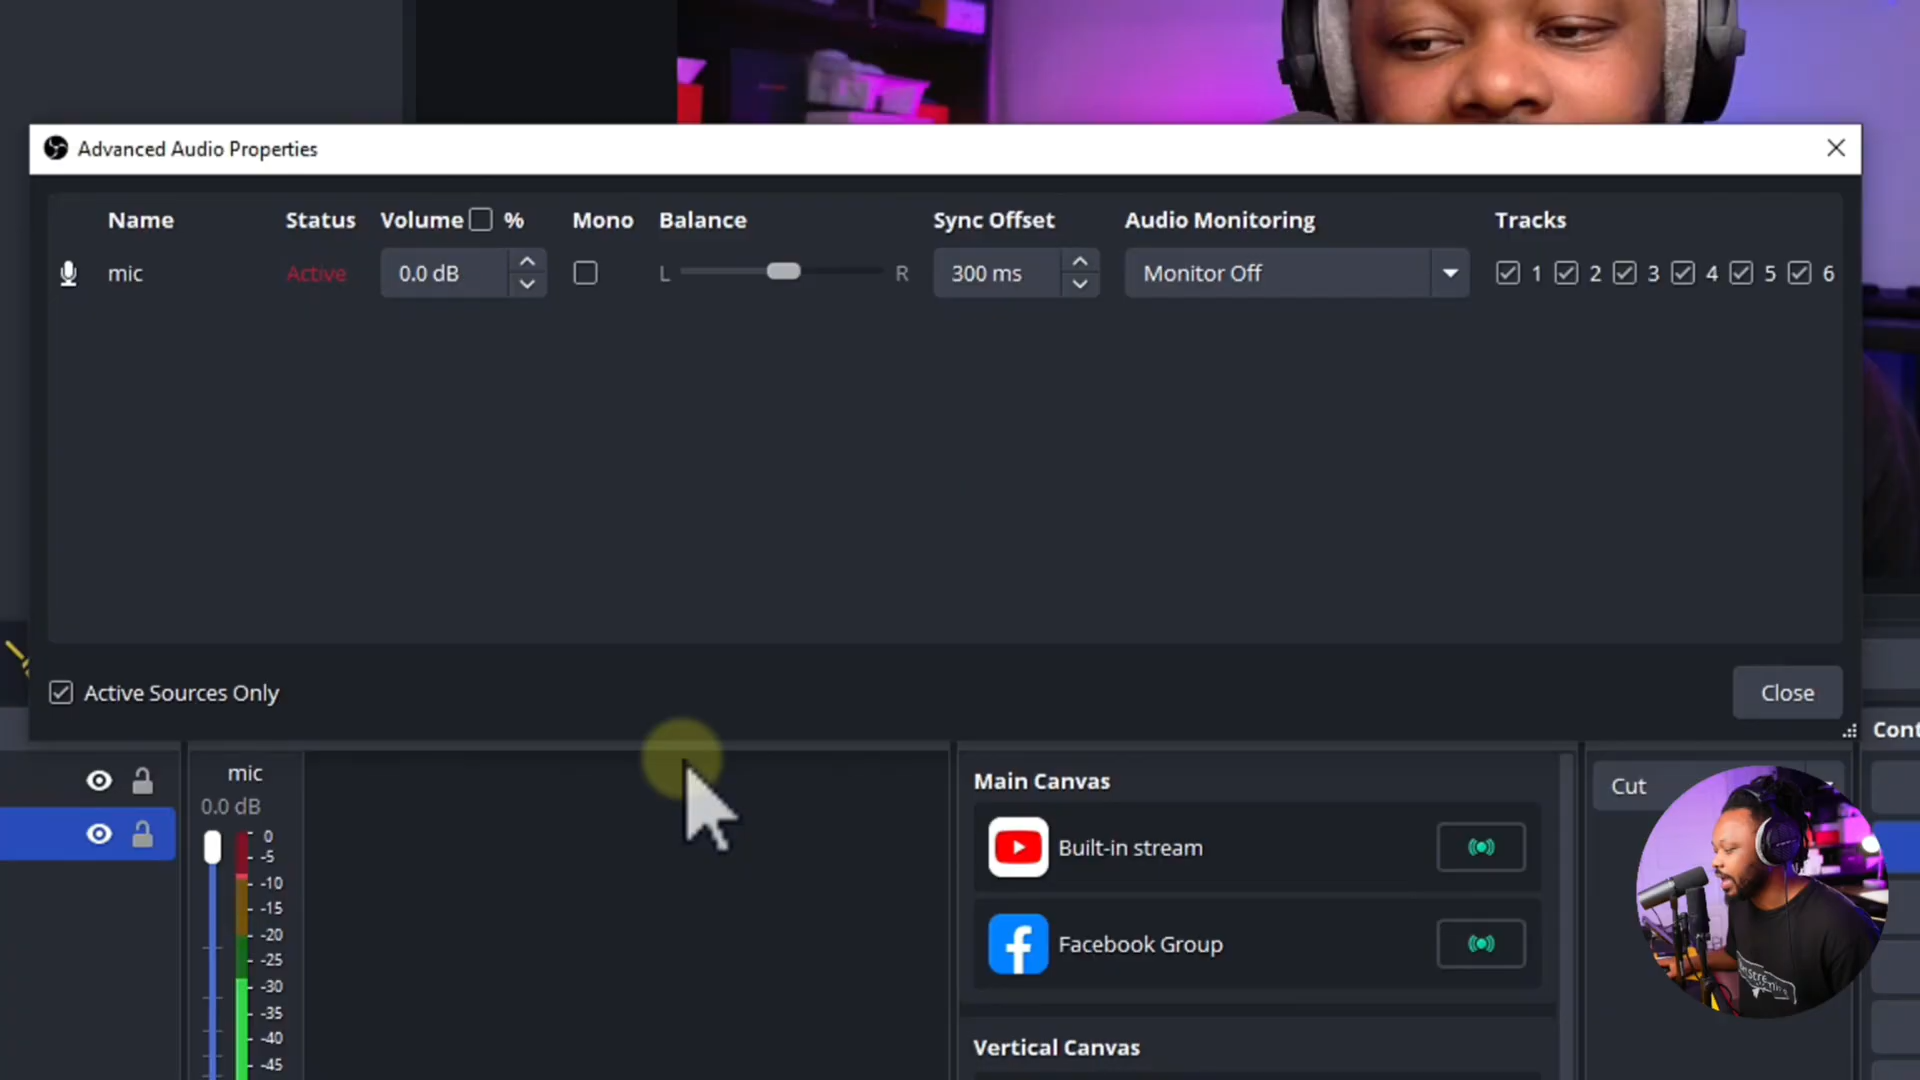 Advanced Audio Properties
Name Status Volume % Mono Balance Sync Offset Audio Monitoring Tracks
mic Active 0.0 dB L R 300 ms Monitor Off 1 2 3 4 5 6
Active Sources Only
Close
mic
0.0 dB
0
-5
-10
-15
-20
-25
-30
-35
-40
-45
Main Canvas
Built-in stream
Facebook Group
Vertical Canvas
Cut
Cont